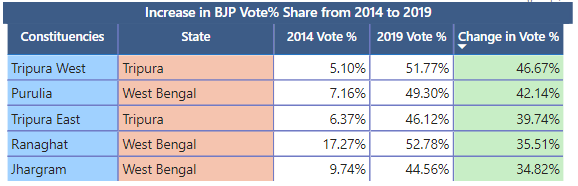 Increase in BJP Vote% Share from 2014 to 2019
Constituencies State 2014 Vote % 2019 Vote % Change in Vote %
Tripura West Tripura 5.10% 51.77% 46.67%
Purulia West Bengal 7.16% 49.30% 42.14%
Tripura East Tripura 6.37% 46.12% 39.74%
Ranaghat West Bengal 17.27% 52.78% 35.51%
Jhargram West Bengal 9.74% 44.56% 34.82%